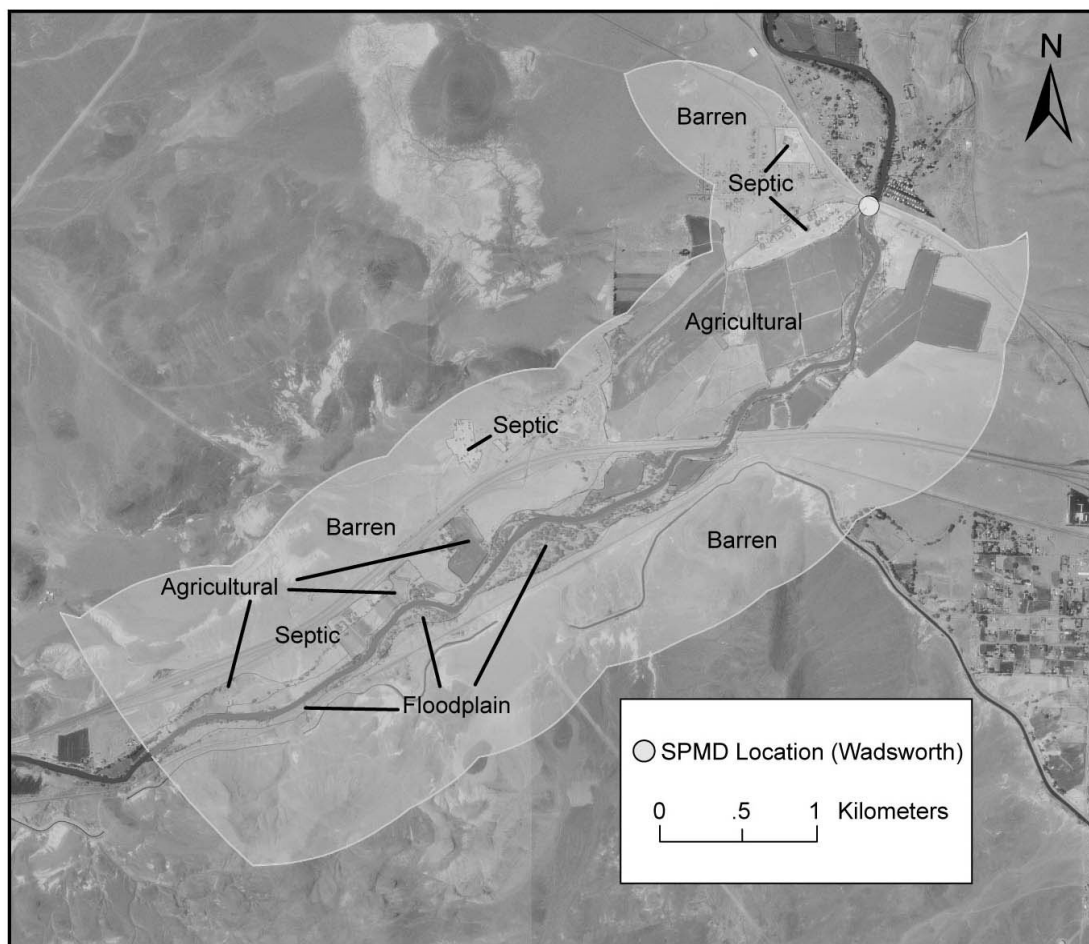 N
Barren
Septic
Agricultural
Septic
Barren
Barren
Agricultural
Septic
Floodplain
SPMD Location (Wadsworth)
0 .5 1 Kilometers